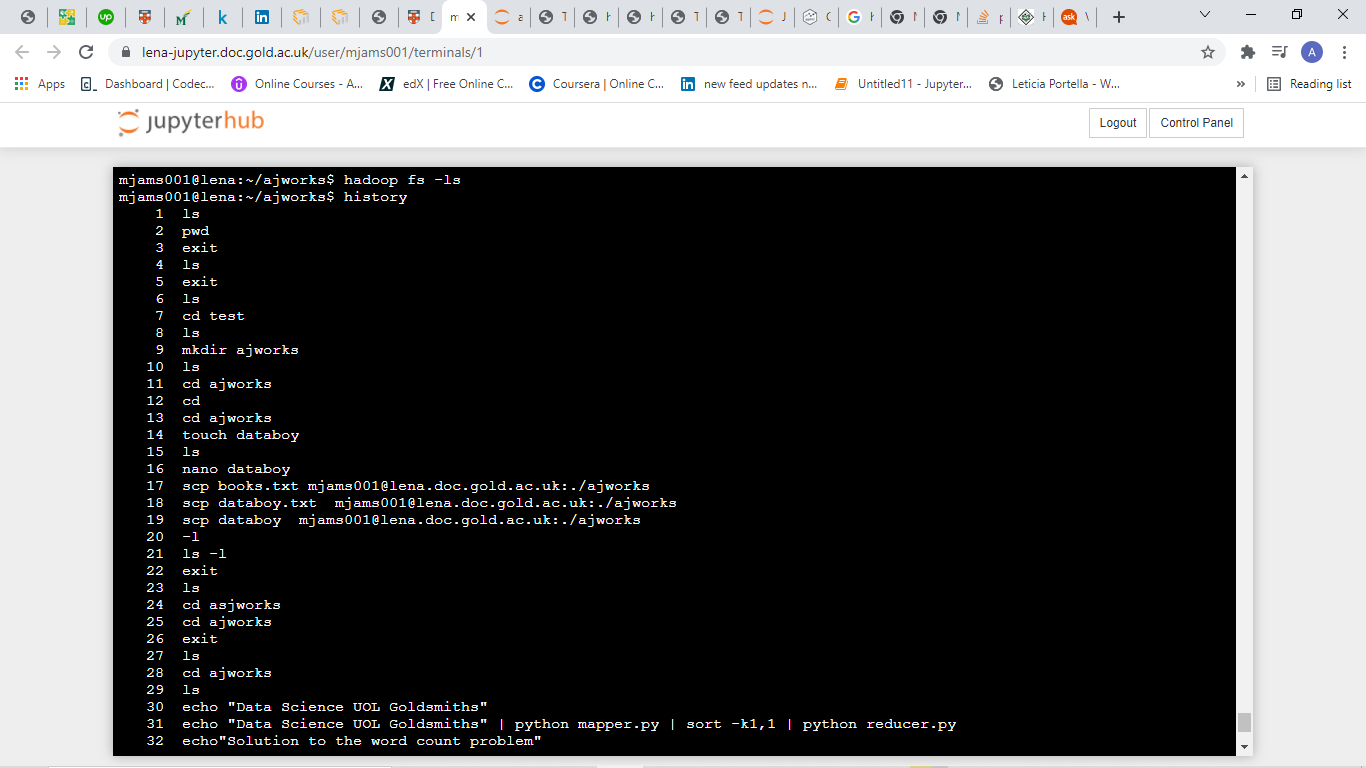 up
k
in
D
m
a
T
h
h
T
T
J
C
G
H
N
N
p
H
ask
\
lena-jupyter.doc.gold.ac.uk/user/mjams001/terminals/1
A
Apps
Dashboard | Codec...
Online Courses - A...
edX | Free Online C...
Coursera | Online C...
new feed updates n...
Untitled11 - Jupyter...
Leticia Portella - W...
»
Reading list
jupyterhub
Logout
Control Panel
mjams001@lena:~/ajworks$ hadoop fs -ls
mjams001@lena:~/ajworks$ history
1 ls
2 pwd
3 exit
4 ls
5 exit
6 ls
7 cd test
8 ls
9 mkdir ajworks
10 ls
11 cd ajworks
12 cd
13 cd ajworks
14 touch databoy
15 ls
16 nano databoy
17 scp books.txt mjams001@lena.doc.gold.ac.uk:./ajworks
18 scp databoy.txt  mjams001@lena.doc.gold.ac.uk:./ajworks
19 scp databoy  mjams001@lena.doc.gold.ac.uk:./ajworks
20 -l
21 ls -l
22 exit
23 ls
24 cd asjworks
25 cd ajworks
26 exit
27 ls
28 cd ajworks
29 ls
30 echo "Data Science UOL Goldsmiths"
31 echo "Data Science UOL Goldsmiths" | python mapper.py | sort -k1,1 | python reducer.py
32 echo"Solution to the word count problem"